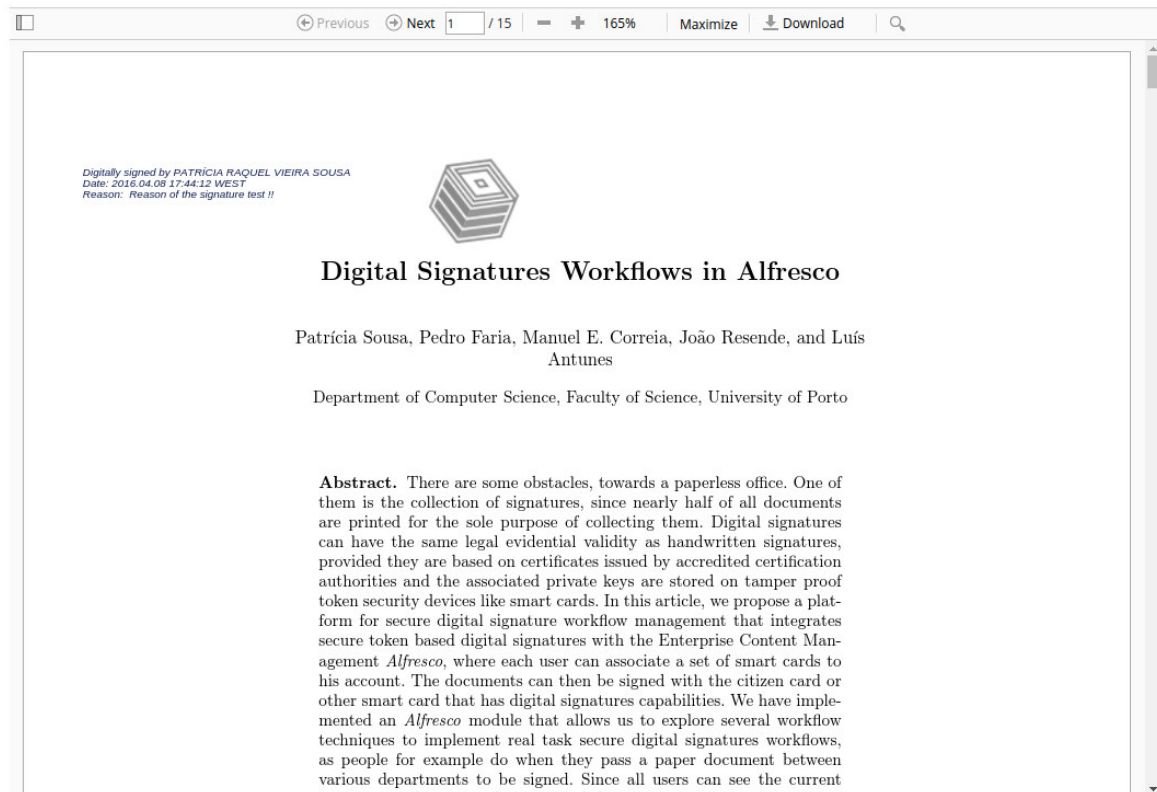 Previous Next 1 / 15 165% Maximize Download
Digitally signed by PATRÍCIA RAQUEL VIEIRA SOUSA
Date: 2016.04.08 17:44:12 WEST
Reason: Reason of the signature test !!
Digital Signatures Workflows in Alfresco
Patrícia Sousa, Pedro Faria, Manuel E. Correia, João Resende, and Luís
Antunes
Department of Computer Science, Faculty of Science, University of Porto
Abstract. There are some obstacles, towards a paperless office. One of
them is the collection of signatures, since nearly half of all documents
are printed for the sole purpose of collecting them. Digital signatures
can have the same legal evidential validity as handwritten signatures,
provided they are based on certificates issued by accredited certification
authorities and the associated private keys are stored on tamper proof
token security devices like smart cards. In this article, we propose a plat-
form for secure digital signature workflow management that integrates
secure token based digital signatures with the Enterprise Content Man-
agement Alfresco, where each user can associate a set of smart cards to
his account. The documents can then be signed with the citizen card or
other smart card that has digital signatures capabilities. We have imple-
mented an Alfresco module that allows us to explore several workflow
techniques to implement real task secure digital signatures workflows,
as people for example do when they pass a paper document between
various departments to be signed. Since all users can see the current